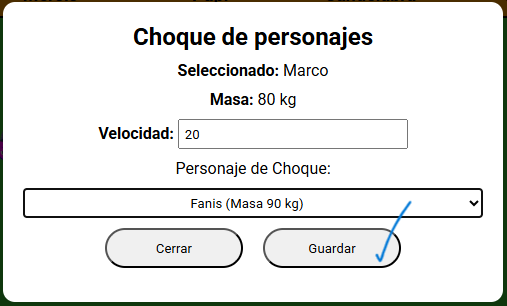 Choque de personajes
Seleccionado: Marco
Masa: 80 kg
Velocidad: 20
Personaje de Choque:
Fanis (Masa 90 kg)
Cerrar Guardar